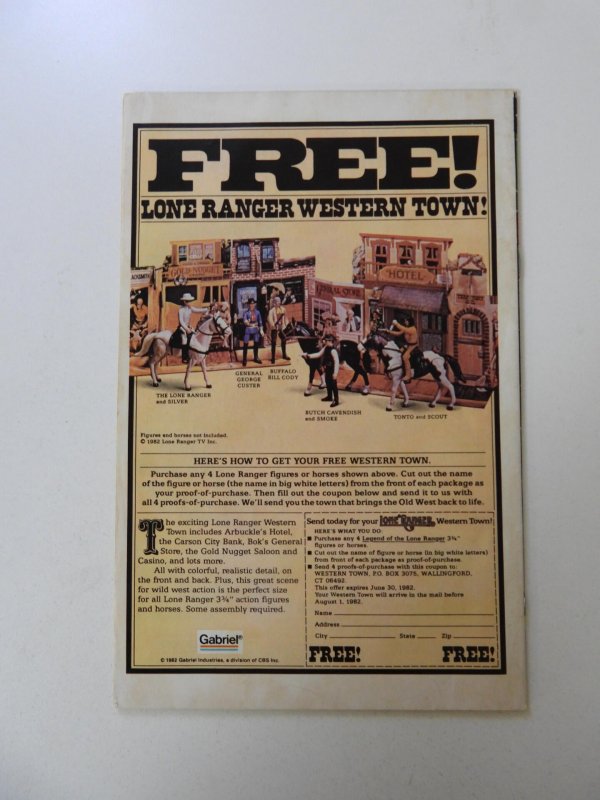 FREE!
LONE RANGER WESTERN TOWN!
GOLD NUGGET
HOTEL
GENERAL STORE
THE LONE RANGER
and SILVER
GENERAL
GEORGE
CUSTER
BUFFALO
BILL CODY
BUTCH CAVENDISH
and SMOKE
TONTO and SCOUT
Figures and horses not included.
© 1982 Lone Ranger TV Inc.
HERE'S HOW TO GET YOUR FREE WESTERN TOWN.
Purchase any 4 Lone Ranger figures or horses shown above. Cut out the name
of the figure or horse (the name in big white letters) from the front of each package as
your proof-of-purchase. Then fill out the coupon below and send it to us with
all 4 proofs-of-purchase. We'll send you the town that brings the Old West back to life.
The exciting Lone Ranger Western
Town includes Arbuckle's Hotel,
the Carson City Bank, Bok's General
Store, the Gold Nugget Saloon and
Casino, and lots more.
All with colorful, realistic detail, on
the front and back. Plus, this great scene
for wild west action is the perfect size
for all Lone Ranger 3¾" action figures
and horses. Some assembly required.
Gabriel®
© 1982 Gabriel Industries, a division of CBS Inc.
Send today for your LONE RANGER Western Town!
HERE'S WHAT YOU DO:
■ Purchase any 4 Legend of the Lone Ranger 3¾"
figures or horses.
■ Cut out name of figure or horse (in big white letters)
from front of each package as proof-of-purchase.
■ Send 4 proofs-of-purchase with this coupon to:
WESTERN TOWN, P.O. BOX 3075, WALLINGFORD,
CT 06492.
This offer expires June 30, 1982.
Your Western Town will arrive in the mail before
August 1, 1982.
Name
Address
City State Zip
FREE! FREE!